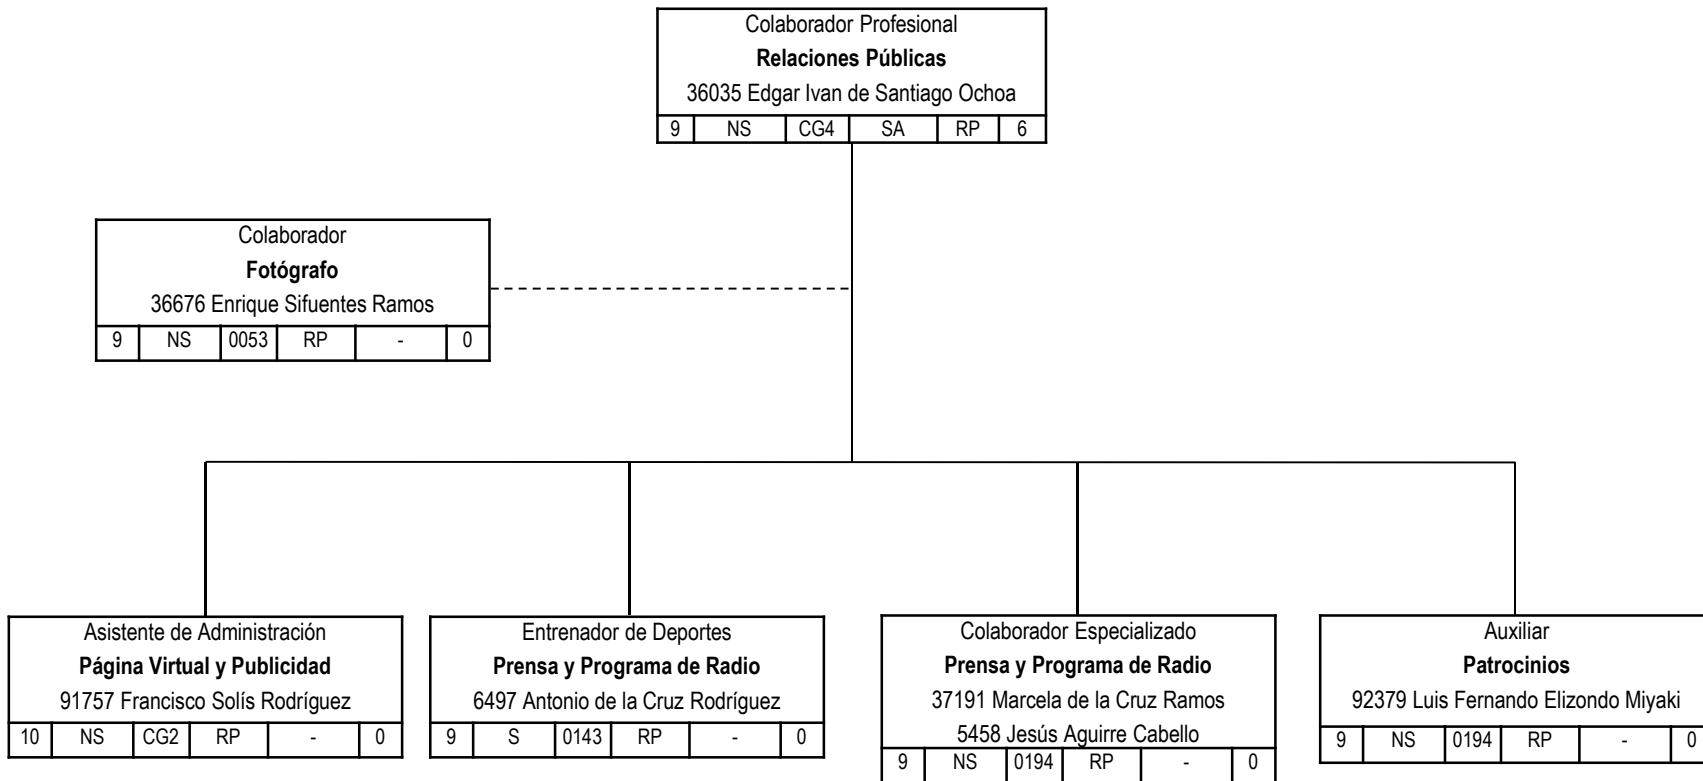 Colaborador Profesional
Relaciones Públicas
36035 Edgar Ivan de Santiago Ochoa
9 NS CG4 SA RP 6
Colaborador
Fotógrafo
36676 Enrique Sifuentes Ramos
9 NS 0053 RP - 0
Asistente de Administración
Página Virtual y Publicidad
91757 Francisco Solís Rodríguez
10 NS CG2 RP - 0
Entrenador de Deportes
Prensa y Programa de Radio
6497 Antonio de la Cruz Rodríguez
9 S 0143 RP - 0
Colaborador Especializado
Prensa y Programa de Radio
37191 Marcela de la Cruz Ramos
5458 Jesús Aguirre Cabello
9 NS 0194 RP - 0
Auxiliar
Patrocinios
92379 Luis Fernando Elizondo Miyaki
9 NS 0194 RP - 0